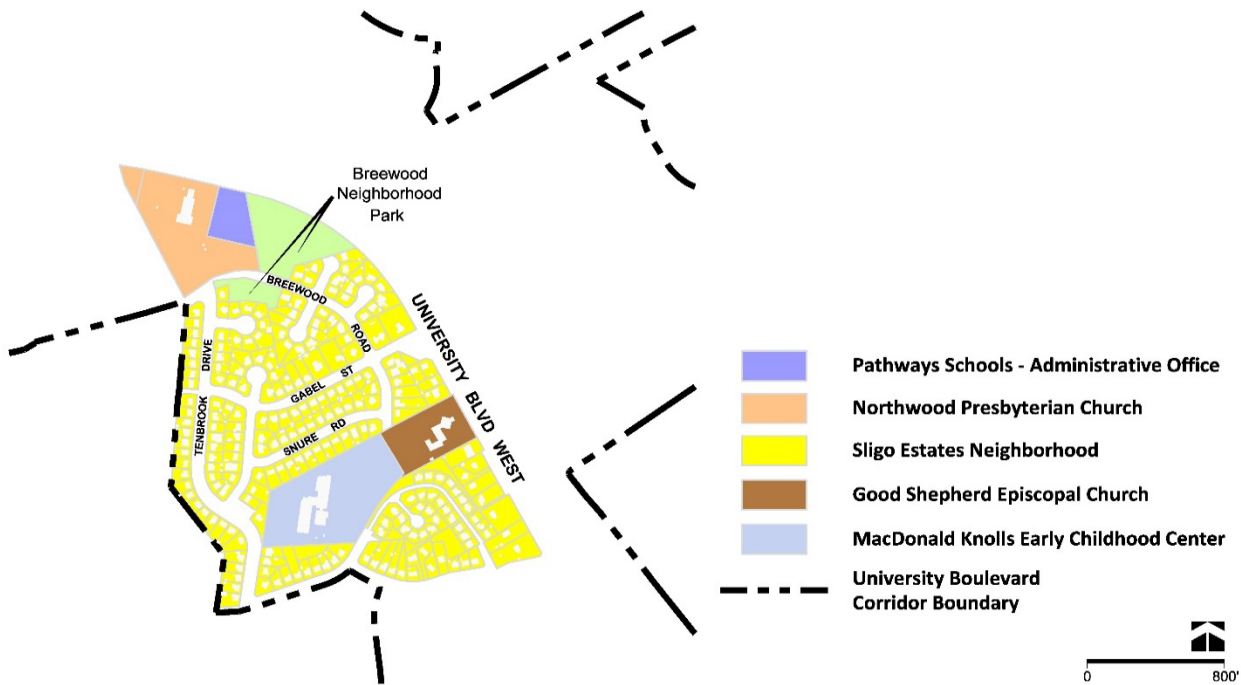 Breewood
Neighborhood
Park
BREEWOOD
ROAD
UNIVERSITY BLVD WEST
DRIVE
TENBROOK
GABEL ST
SNURE RD
Pathways Schools - Administrative Office
Northwood Presbyterian Church
Sligo Estates Neighborhood
Good Shepherd Episcopal Church
MacDonald Knolls Early Childhood Center
University Boulevard
Corridor Boundary
0 800'